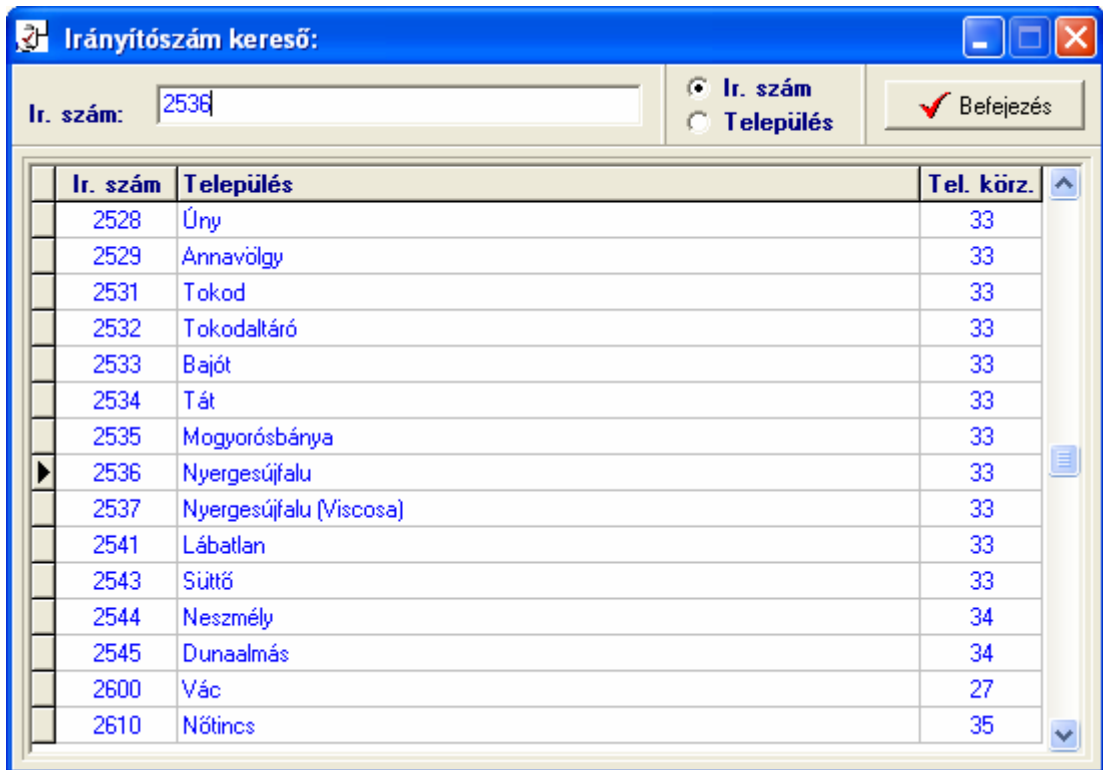 Irányítószám kereső:
Ir. szám: 2536 Ir. szám Település Befejezés
Ir. szám Település Tel. körz.
2528 Úny 33
2529 Annavölgy 33
2531 Tokod 33
2532 Tokodaltáró 33
2533 Bajót 33
2534 Tát 33
2535 Mogyorósbánya 33
2536 Nyergesújfalu 33
2537 Nyergesújfalu (Viscosa) 33
2541 Lábatlan 33
2543 Süttő 33
2544 Neszmély 34
2545 Dunaalmás 34
2600 Vác 27
2610 Nőtincs 35